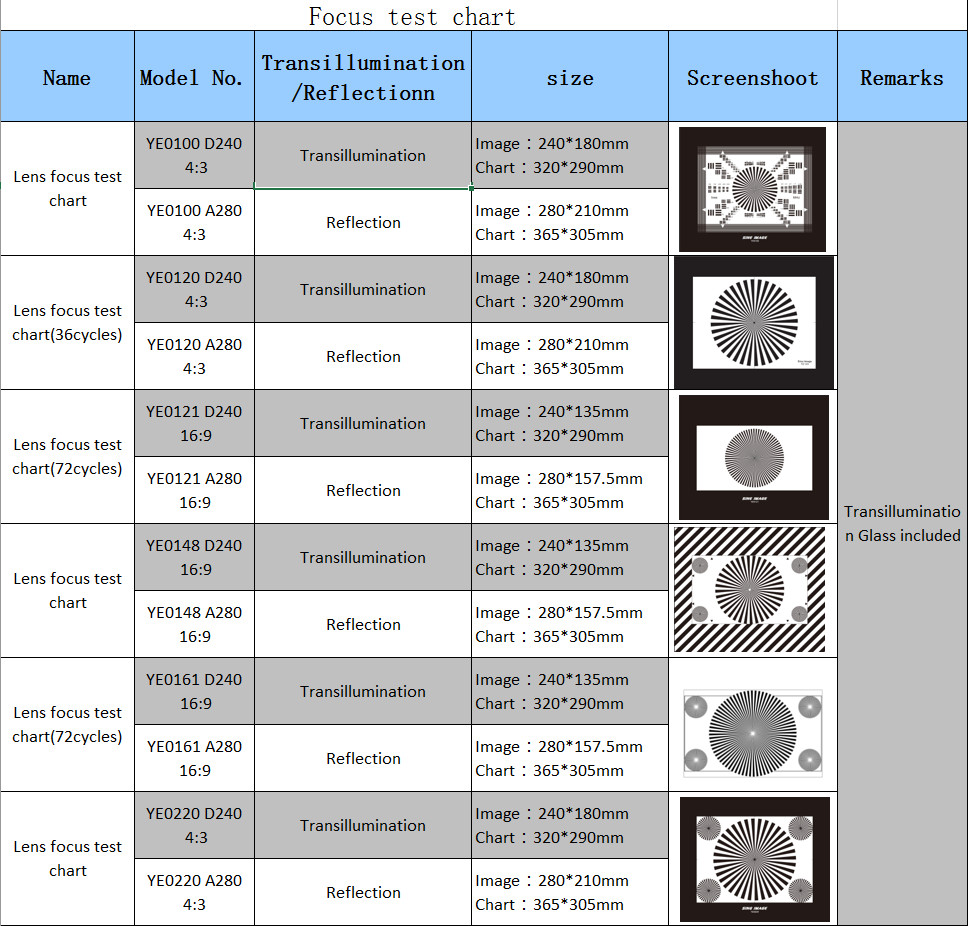 Focus test chart
Name
Model No.
Transillumination
/Reflectionn
size
Screenshoot
Remarks
Lens focus test
chart
YE0100 D240
4:3
Transillumination
Image：240*180mm
Chart：320*290mm
SINE IMAGE
YE0100 A280
4:3
Reflection
Image：280*210mm
Chart：365*305mm
Lens focus test
chart(36cycles)
YE0120 D240
4:3
Transillumination
Image：240*180mm
Chart：320*290mm
YE0120 A280
4:3
Reflection
Image：280*210mm
Chart：365*305mm
Lens focus test
chart(72cycles)
YE0121 D240
16:9
Transillumination
Image：240*135mm
Chart：320*290mm
SINE IMAGE
YE0121 A280
16:9
Reflection
Image：280*157.5mm
Chart：365*305mm
Transilluminatio
n Glass included
Lens focus test
chart
YE0148 D240
16:9
Transillumination
Image：240*135mm
Chart：320*290mm
YE0148 A280
16:9
Reflection
Image：280*157.5mm
Chart：365*305mm
Lens focus test
chart(72cycles)
YE0161 D240
16:9
Transillumination
Image：240*135mm
Chart：320*290mm
YE0161 A280
16:9
Reflection
Image：280*157.5mm
Chart：365*305mm
Lens focus test
chart
YE0220 D240
4:3
Transillumination
Image：240*180mm
Chart：320*290mm
YE0220 A280
4:3
Reflection
Image：280*210mm
Chart：365*305mm
SINE IMAGE